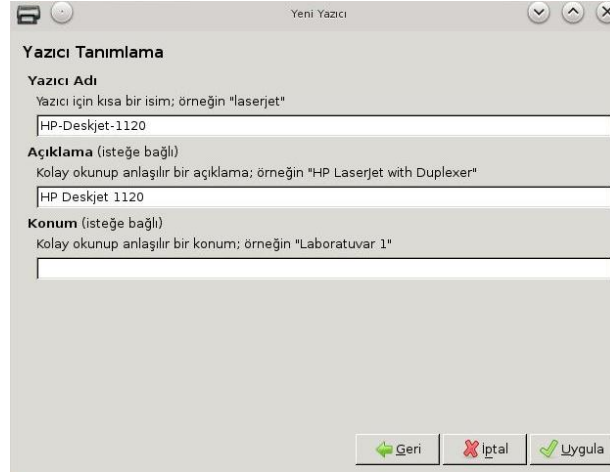 Yeni Yazıcı
Yazıcı Tanımlama
Yazıcı Adı
Yazıcı için kısa bir isim; örneğin "laserjet"
HP-Deskjet-1120
Açıklama (isteğe bağlı)
Kolay okunup anlaşılır bir açıklama; örneğin "HP LaserJet with Duplexer"
HP Deskjet 1120
Konum (isteğe bağlı)
Kolay okunup anlaşılır bir konum; örneğin "Laboratuvar 1"
Geri İptal Uygula